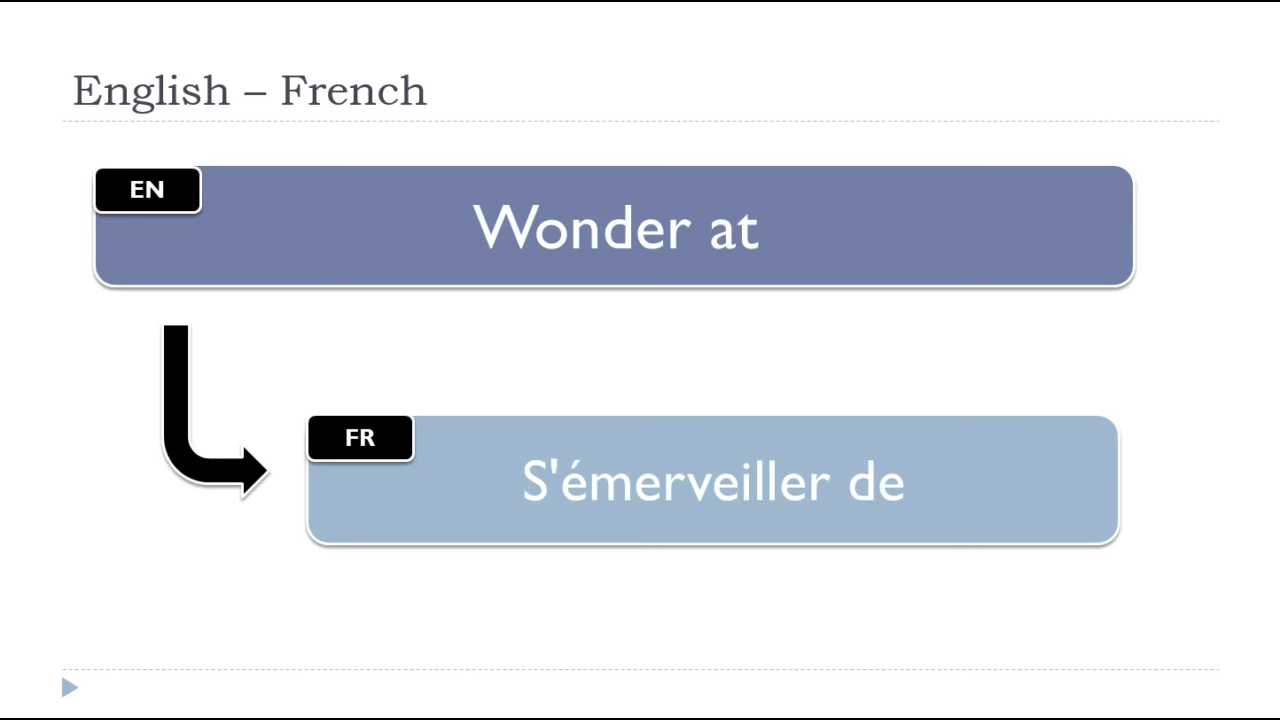 English – French
EN
Wonder at
FR
S'émerveiller de